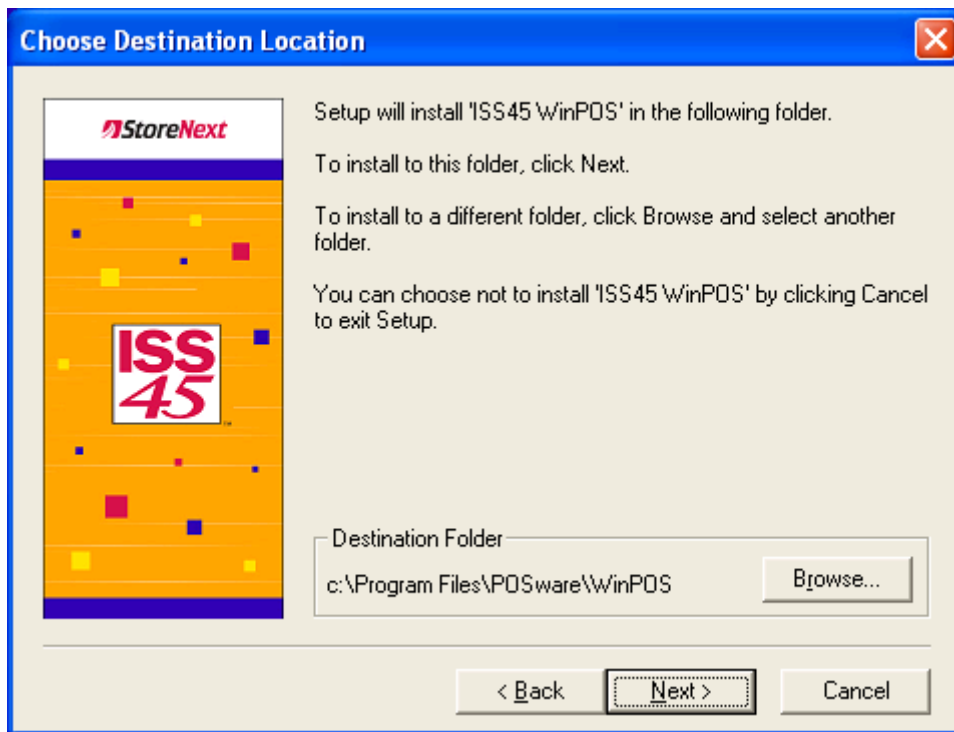 Choose Destination Location
StoreNext
Setup will install 'ISS45 WinPOS' in the following folder.
To install to this folder, click Next.
To install to a different folder, click Browse and select another
folder.
You can choose not to install 'ISS45 WinPOS' by clicking Cancel
to exit Setup.
ISS
45
Destination Folder
c:\Program Files\POSware\WinPOS
Browse...
< Back
Next >
Cancel